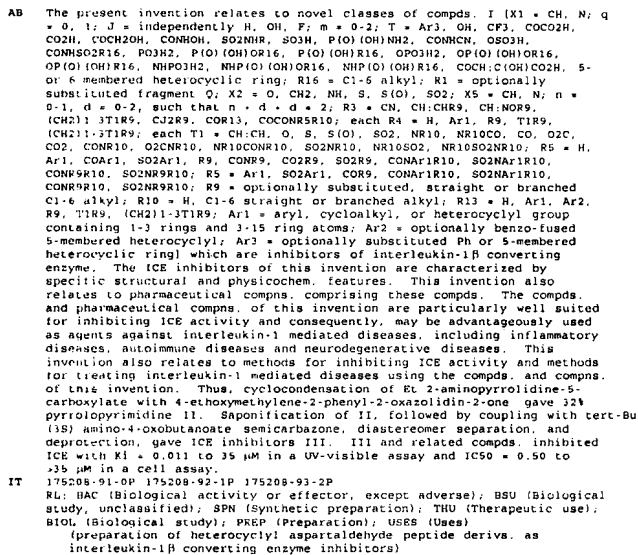 AB The present invention relates to novel classes of compds. I [X1 = CH, N; q
= 0, 1; J = independently H, OH, F; m = 0-2; T = Ar3, OH, CF3, COCO2H,
CO2H, COCH2OH, CONHOH, SO2NHR, SO3H, P(O)(OH)NH2, CONHCN, OSO3H,
CONHSO2R16, PO3H2, P(O)(OH)OR16, P(O)(OH)R16, OPO3H2, OP(O)(OH)OR16,
OP(O)(OH)R16, NHPO3H2, NHP(O)(OH)OR16, NHP(O)(OH)R16, COCH:C(OH)CO2H, 5-
or 6 membered heterocyclic ring; R16 = C1-6 alkyl; R1 = optionally
substituted fragment Q; X2 = O, CH2, NH, S, S(O), SO2; X5 = CH, N; n =
0-1, d = 0-2, such that n + d + d = 2; R3 = CN, CH:CHR9, CH:NOR9,
(CH2)1-3T1R9, CJ2R9, COR13, CONR5R10; each R4 = H, Ar1, R9, T1R9,
(CH2)1-3T1R9; each T1 = CH:CH, O, S, S(O), SO2, NR10, NR10CO, CO, O2C,
CO2, CONR10, O2CNR10, NR10CONR10, SO2NR10, NR10SO2, NR10SO2NR10; R5 = H,
Ar1, COAr1, SO2Ar1, R9, CONR9, CO2R9, SO2R9, CONAr1R10, SO2NAr1R10,
CONR9R10, SO2NR9R10; R5 = Ar1, SO2Ar1, COR9, CONAr1R10, SO2NAr1R10,
CONR9R10, SO2NR9R10; R9 = optionally substituted, straight or branched
C1-6 alkyl; R10 = H, C1-6 straight or branched alkyl; R13 = H, Ar1, Ar2,
R9, T1R9, (CH2)1-3T1R9; Ar1 = aryl, cycloalkyl, or heterocyclyl group
containing 1-3 rings and 3-15 ring atoms; Ar2 = optionally benzo-fused
5-membered heterocyclyl; Ar3 = optionally substituted Ph or 5-membered
heterocyclic ring] which are inhibitors of interleukin-1β converting
enzyme. The ICE inhibitors of this invention are characterized by
specific structural and physicochem. features. This invention also
relates to pharmaceutical compns. comprising these compds. The compds.
and pharmaceutical compns. of this invention are particularly well suited
for inhibiting ICE activity and consequently, may be advantageously used
as agents against interleukin-1 mediated diseases, including inflammatory
diseases, autoimmune diseases and neurodegenerative diseases. This
invention also relates to methods for inhibiting ICE activity and methods
for treating interleukin-1 mediated diseases using the compds. and compns.
of this invention. Thus, cyclocondensation of Et 2-aminopyrrolidine-5-
carboxylate with 4-ethoxymethylene-2-phenyl-2-oxazolidin-2-one gave 32%
pyrrolopyrimidine II. Saponification of II, followed by coupling with tert-Bu
(3S) amino-4-oxobutanoate semicarbazone, diastereomer separation, and
deprotection, gave ICE inhibitors III. III and related compds. inhibited
ICE with Ki = 0.011 to 35 μM in a UV-visible assay and IC50 = 0.50 to
>35 μM in a cell assay.
IT 175208-91-0P 175208-92-1P 175208-93-2P
RL: BAC (Biological activity or effector, except adverse); BSU (Biological
study, unclassified); SPN (Synthetic preparation); THU (Therapeutic use);
BIOL (Biological study); PREP (Preparation); USES (Uses)
(preparation of heterocyclyl aspartaldehyde peptide derivs. as
interleukin-1β converting enzyme inhibitors)